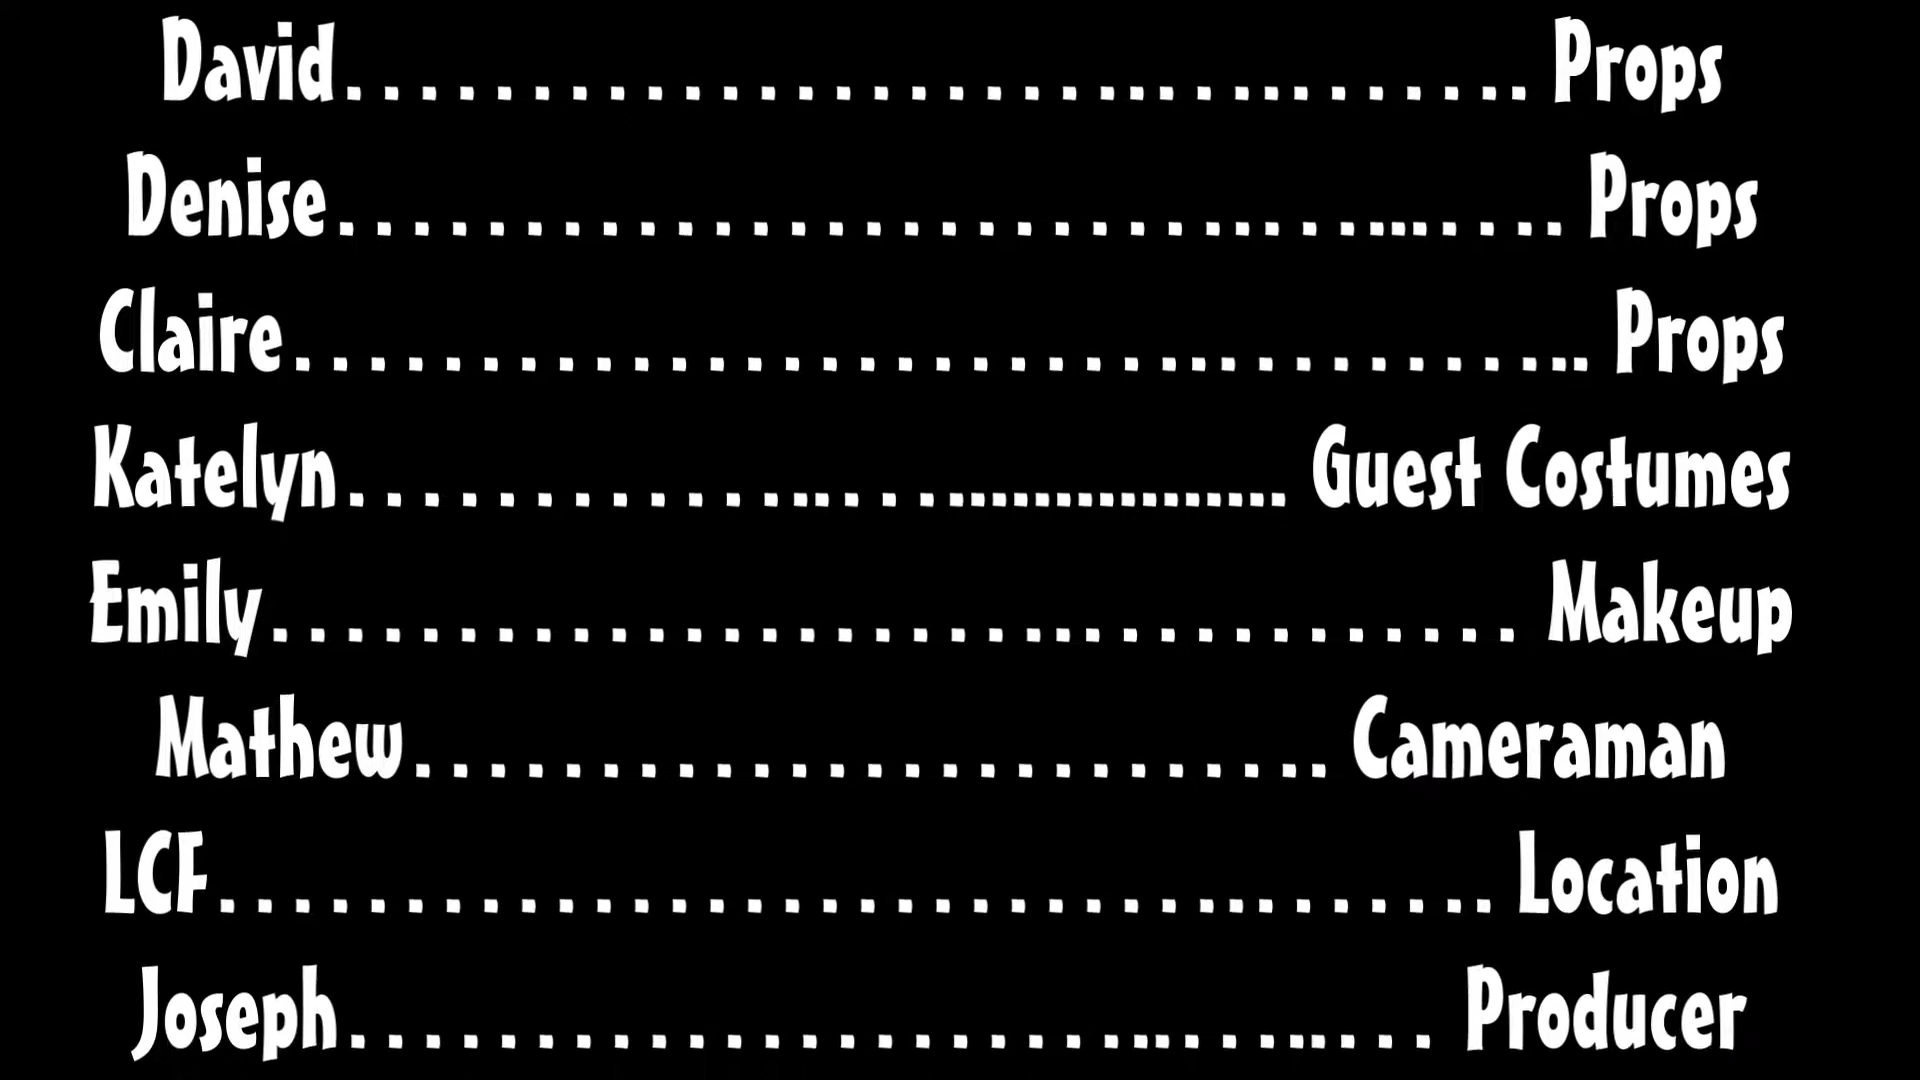 David................................ Props
Denise.................................. Props
Claire................................... Props
Katelyn................................ Guest Costumes
Emily.................................. Makeup
Mathew......................... Cameraman
LCF................................... Location
Joseph............................... Producer